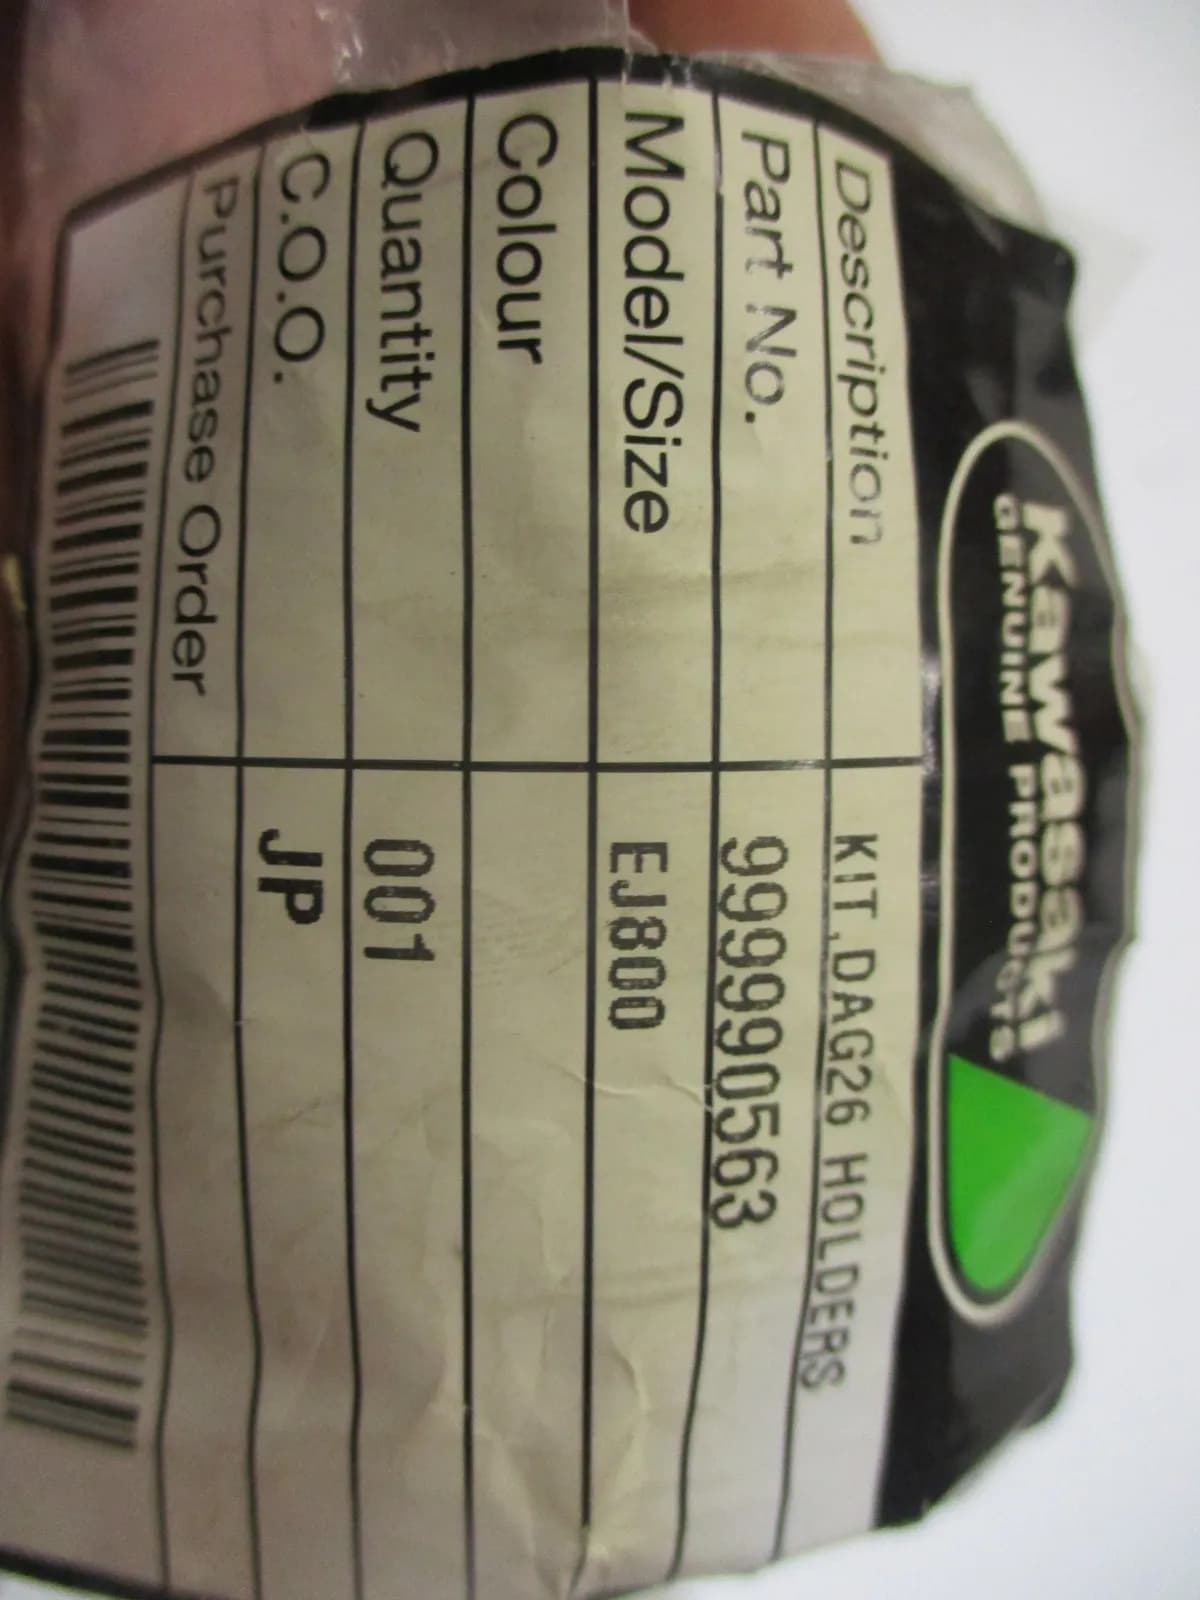 Kawasaki
GENUINE PRODUCTS
Description KIT,DAG26 HOLDERS
Part No. 999990563
Model/Size EJ800
Colour
Quantity 001
C.O.O. JP
Purchase Order